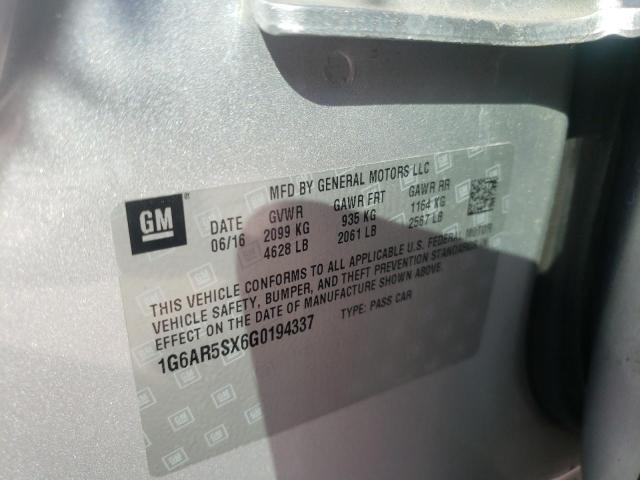 MFD BY GENERAL MOTORS LLC
GM
DATE GVWR GAWR FRT GAWR RR
06/16 2099 KG 935 KG 1164 KG
4628 LB 2061 LB 2567 LB
THIS VEHICLE CONFORMS TO ALL APPLICABLE U.S. FEDERAL MOTOR
VEHICLE SAFETY, BUMPER, AND THEFT PREVENTION STANDARDS IN
EFFECT ON THE DATE OF MANUFACTURE SHOWN ABOVE.
1G6AR5SX6G0194337 TYPE: PASS CAR